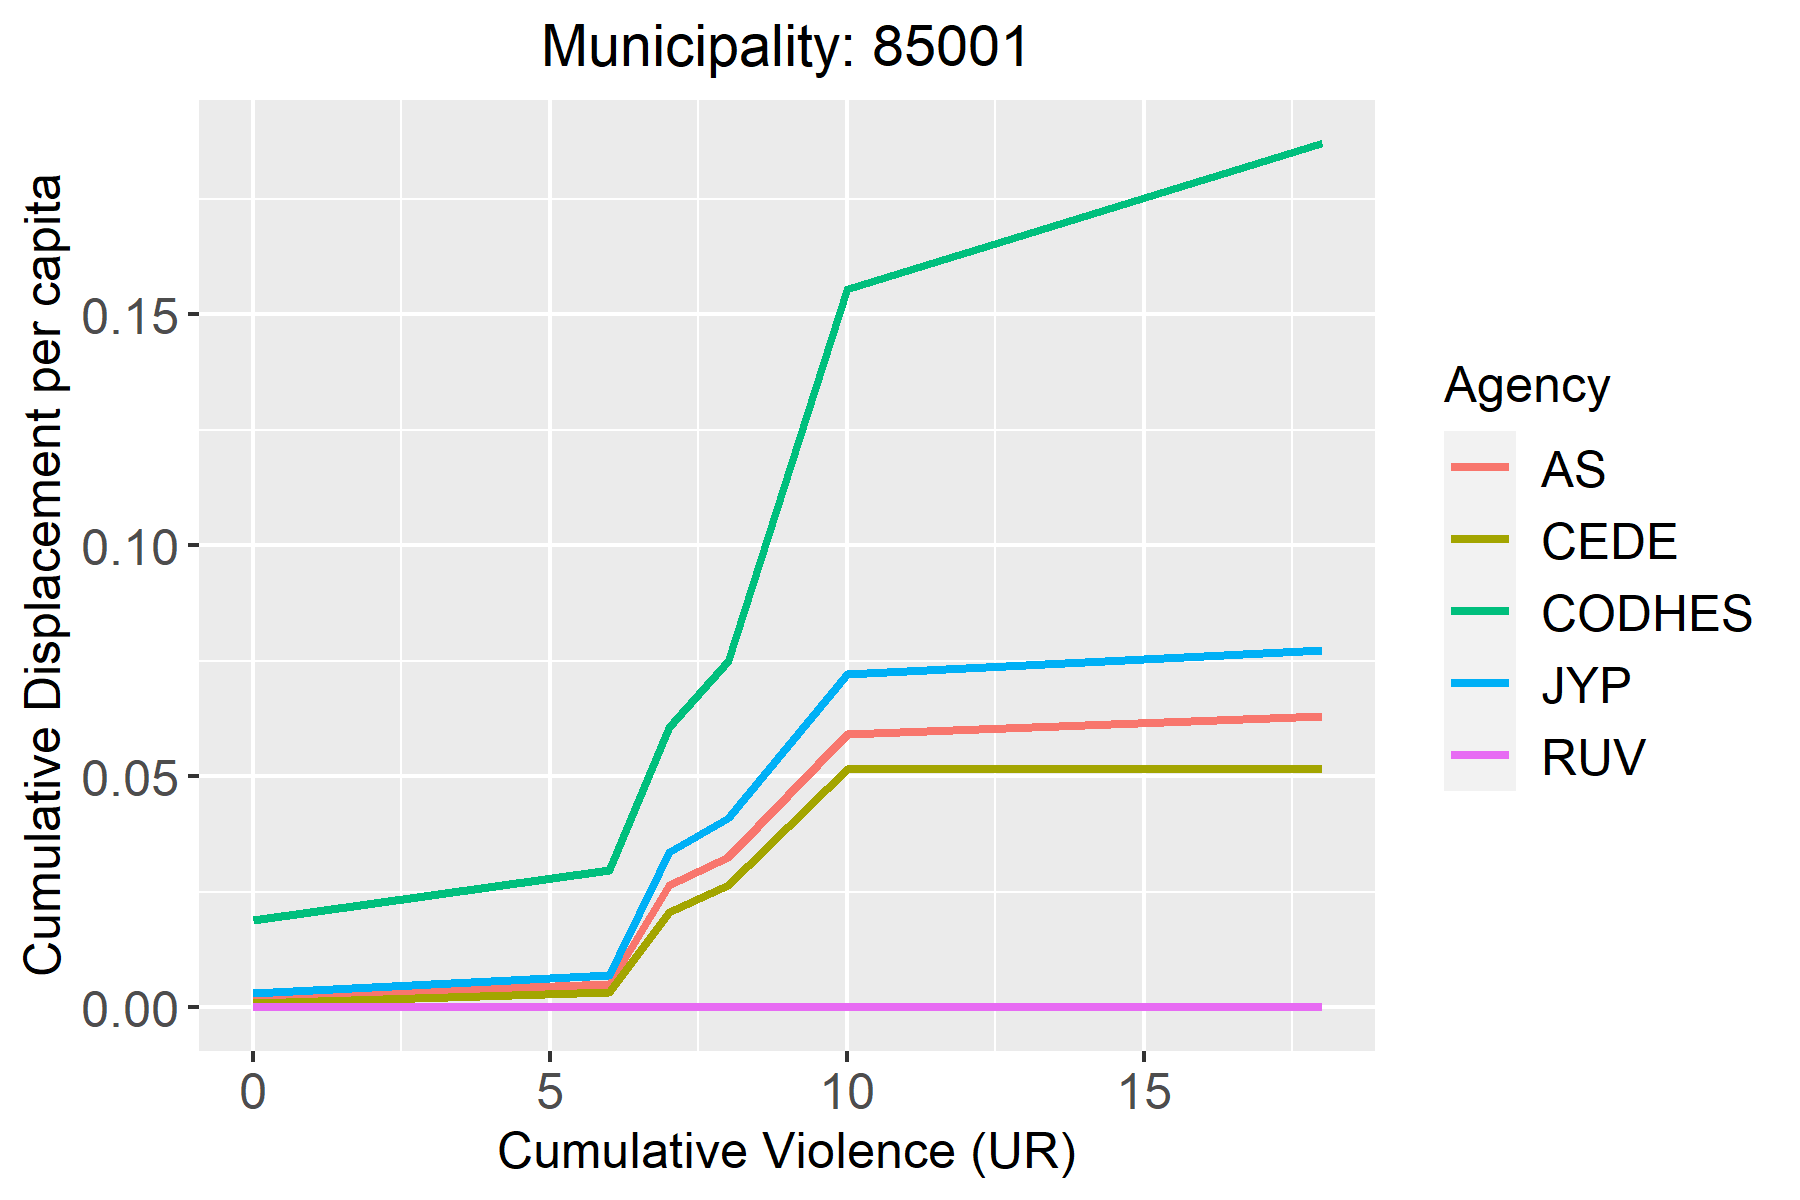 Municipality: 85001
Cumulative Displacement per capita
0.15
0.10
0.05
0.00
0
5
10
15
Cumulative Violence (UR)
Agency
AS
CEDE
CODHES
JYP
RUV